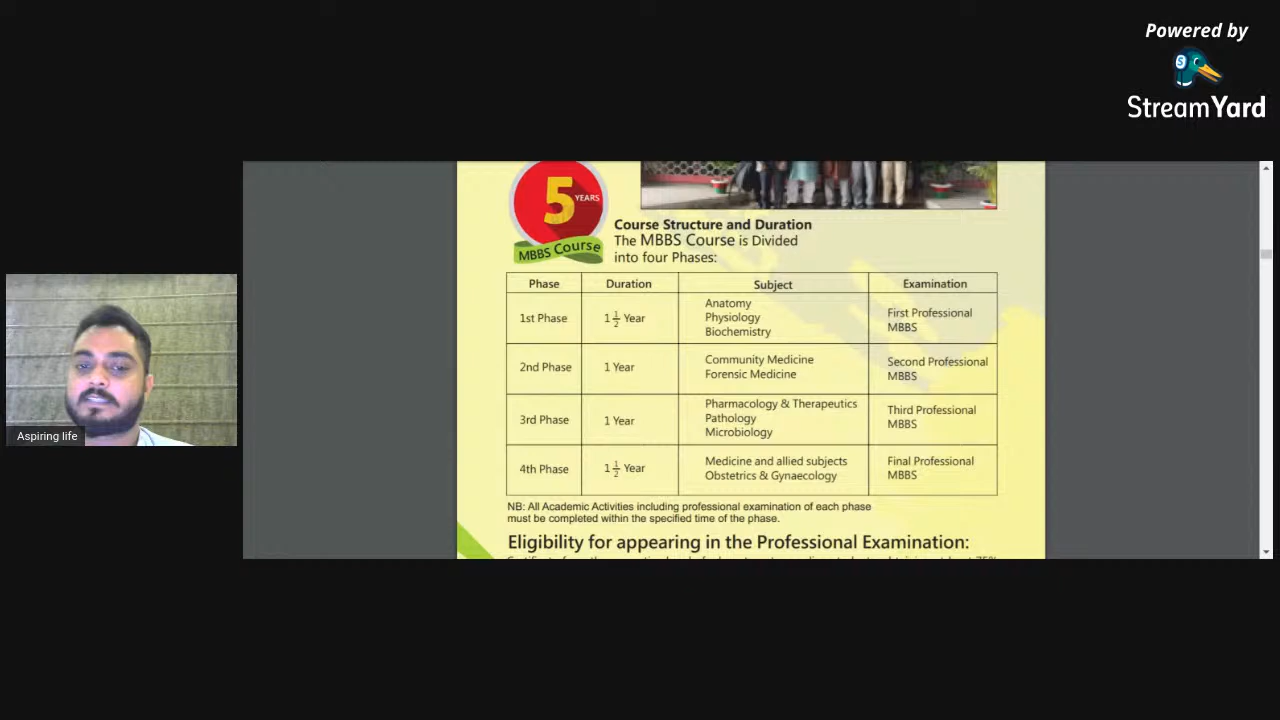 Powered by
StreamYard
5
YEARS
MBBS Course
Course Structure and Duration
The MBBS Course is Divided
into four Phases:
Phase Duration Subject Examination
1st Phase 1 1/2 Year Anatomy Physiology Biochemistry First Professional MBBS
2nd Phase 1 Year Community Medicine Forensic Medicine Second Professional MBBS
3rd Phase 1 Year Pharmacology & Therapeutics Pathology Microbiology Third Professional MBBS
4th Phase 1 1/2 Year Medicine and allied subjects Obstetrics & Gynaecology Final Professional MBBS
NB: All Academic Activities including professional examination of each phase
must be completed within the specified time of the phase.
Eligibility for appearing in the Professional Examination:
Aspiring life